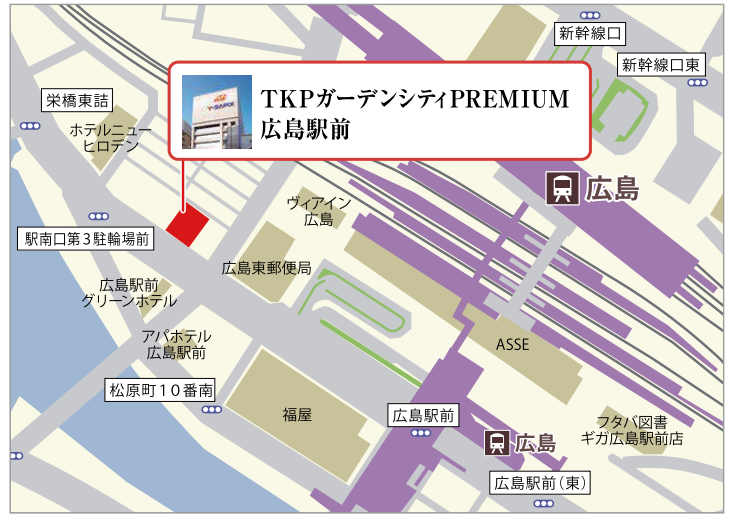 新幹線口
新幹線口東
栄橋東詰
ホテルニュー
ヒロデン
TKPガーデンシティPREMIUM
広島駅前
Y-SAPIX
広島
ヴィアイン
広島
駅南口第3駐輪場前
広島東郵便局
広島駅前
グリーンホテル
アパホテル
広島駅前
ASSE
松原町10番南
福屋
広島駅前
フタバ図書
ギガ広島駅前店
広島
広島駅前(東)